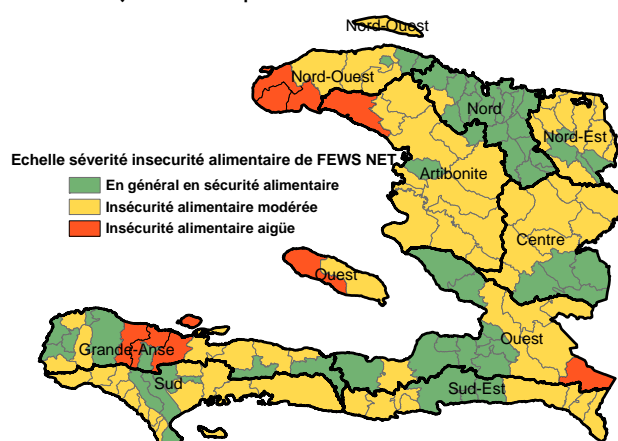 Nord-Ouest
Nord-Ouest
Nord
Nord-Est
Echelle séverité insecurité alimentaire de FEWS NET
Artibonite
En général en sécurité alimentaire
Insécurité alimentaire modérée
Insécurité alimentaire aigüe
Centre
Ouest
Ouest
Grande-Anse
Sud
Sud-Est